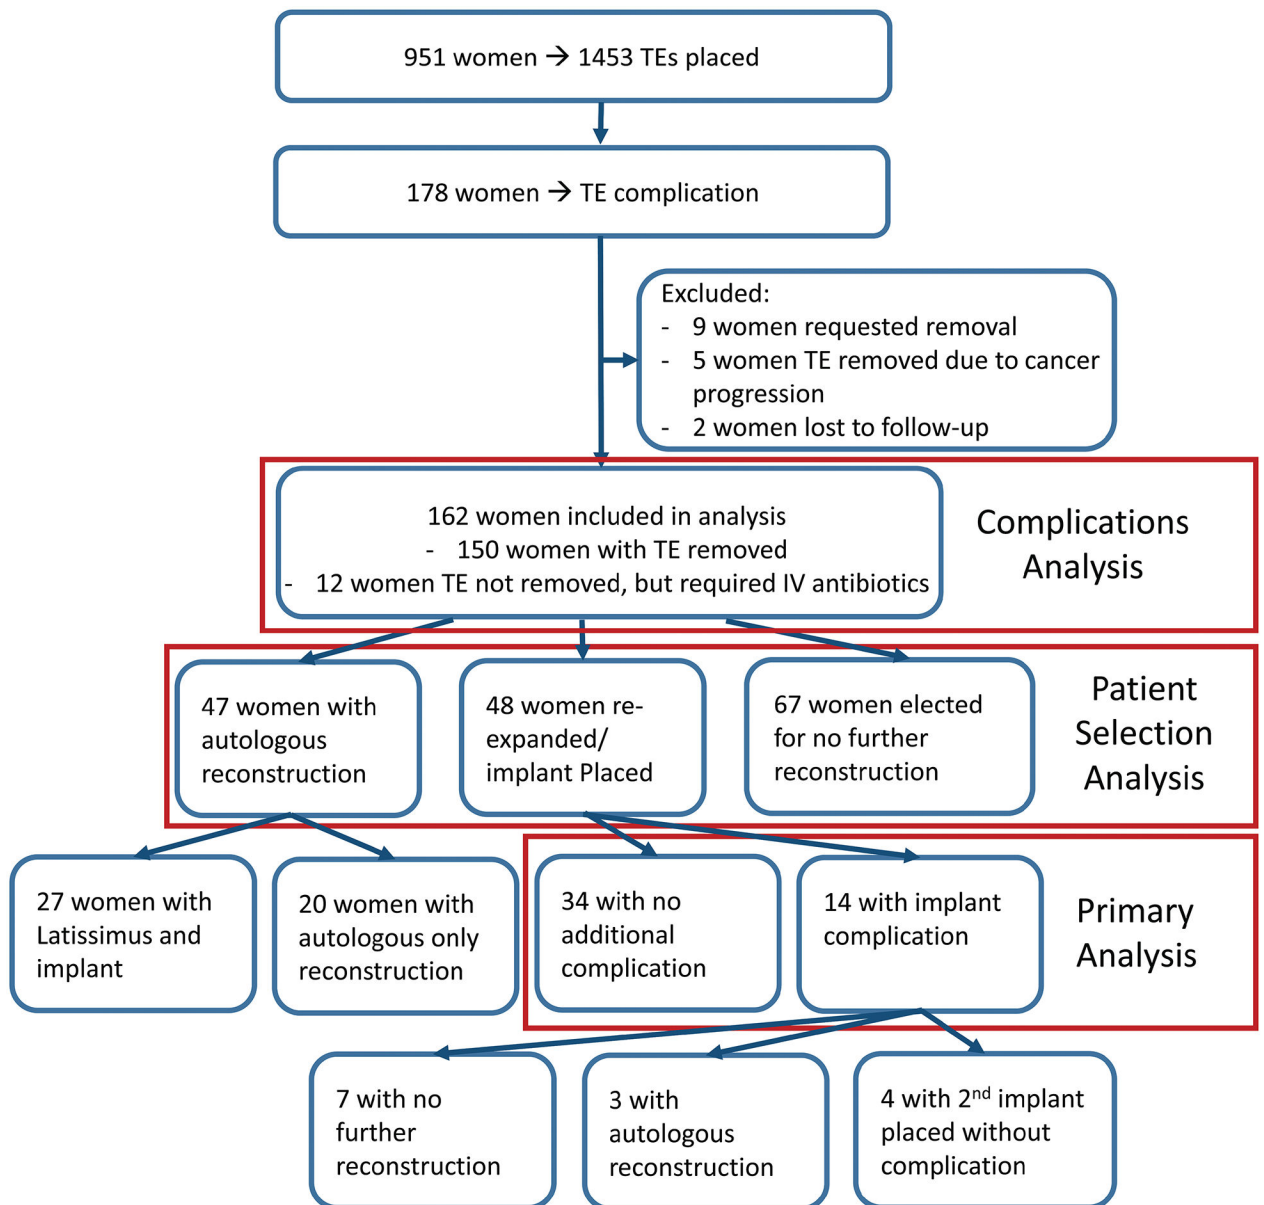 951 women → 1453 TEs placed
178 women → TE complication
Excluded:
- 9 women requested removal
- 5 women TE removed due to cancer
progression
- 2 women lost to follow-up
162 women included in analysis
- 150 women with TE removed
- 12 women TE not removed, but required IV antibiotics
Complications
Analysis
47 women with
autologous
reconstruction
48 women re-
expanded/
implant Placed
67 women elected
for no further
reconstruction
Patient
Selection
Analysis
27 women with
Latissimus and
implant
20 women with
autologous only
reconstruction
34 with no
additional
complication
14 with implant
complication
Primary
Analysis
7 with no
further
reconstruction
3 with
autologous
reconstruction
4 with 2nd implant
placed without
complication